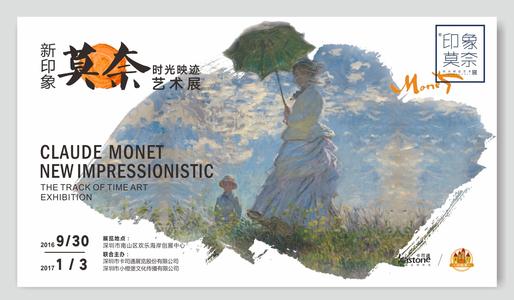 新印象
莫奈
时光映迹
艺术展
印象
莫奈
展
Monet
CLAUDE MONET
NEW IMPRESSIONISTIC
THE TRACK OF TIME ART
EXHIBITION
2016 9/30
2017 1/3
展览地点：
深圳市南山区欢乐海岸创展中心
联合主办：
深圳市卡司通展览股份有限公司
深圳市小橙堡文化传播有限公司